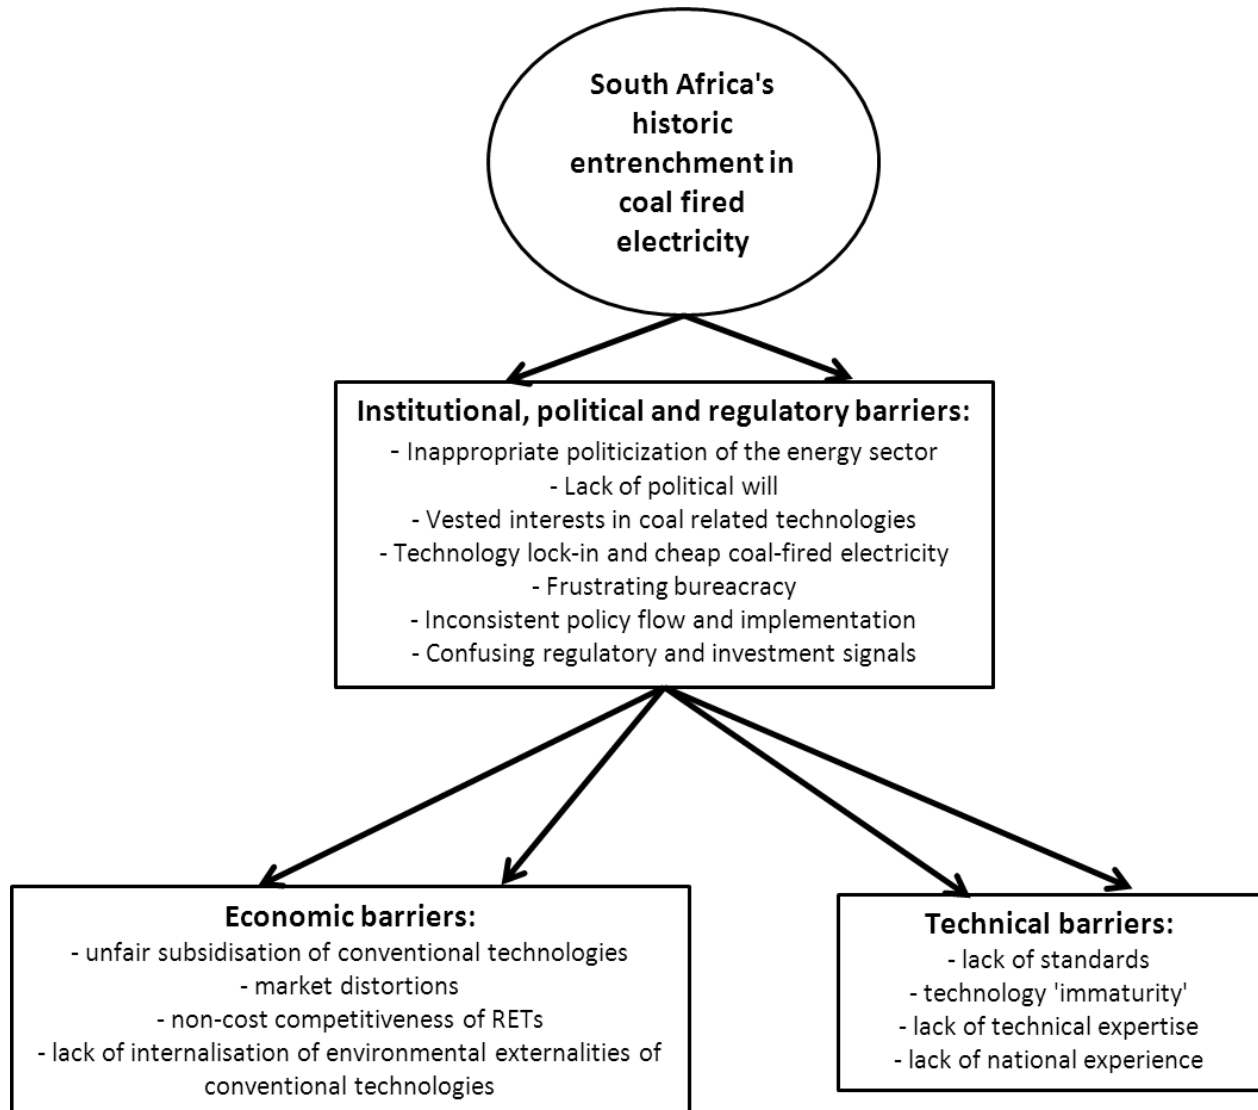 South Africa's
historic
entrenchment in
coal fired
electricity
Institutional, political and regulatory barriers:
- Inappropriate politicization of the energy sector
- Lack of political will
- Vested interests in coal related technologies
- Technology lock-in and cheap coal-fired electricity
- Frustrating bureacracy
- Inconsistent policy flow and implementation
- Confusing regulatory and investment signals
Economic barriers:
- unfair subsidisation of conventional technologies
- market distortions
- non-cost competitiveness of RETs
- lack of internalisation of environmental externalities of
conventional technologies
Technical barriers:
- lack of standards
- technology 'immaturity'
- lack of technical expertise
- lack of national experience